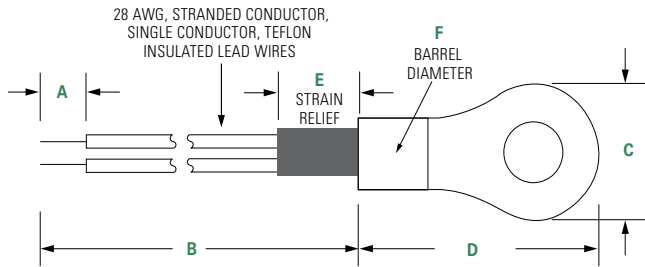 28 AWG, STRANDED CONDUCTOR,
SINGLE CONDUCTOR, TEFLON
INSULATED LEAD WIRES
F
BARREL
DIAMETER
E
STRAIN
RELIEF
A
C
B
D